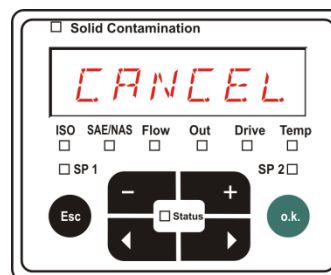 Solid Contamination
CANCEL
ISO SAE/NAS Flow Out Drive Temp
SP 1 SP 2
- +
Esc Status o.k.